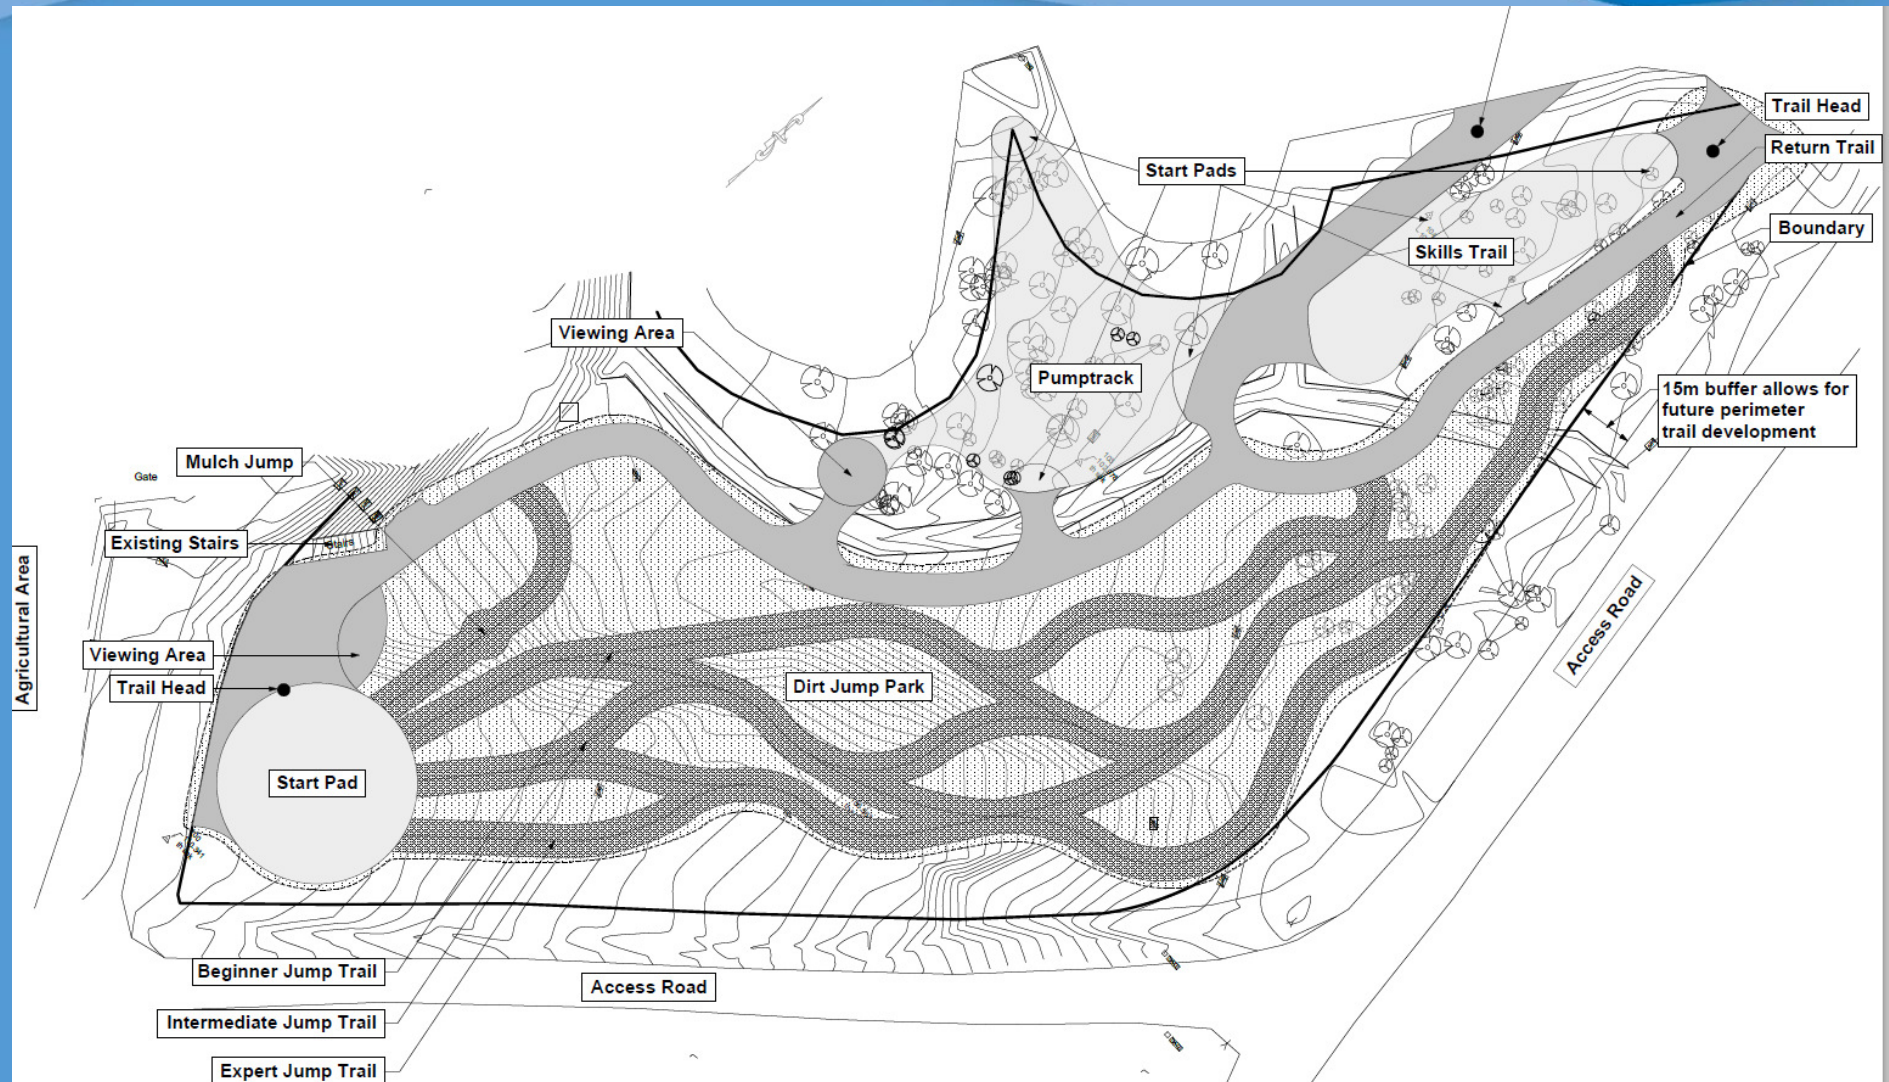 Trail Head
Return Trail
Start Pads
Boundary
Skills Trail
Viewing Area
Pumptrack
15m buffer allows for
future perimeter
trail development
Mulch Jump
Gate
Existing Stairs
Stairs
Agricultural Area
Access Road
Viewing Area
Trail Head
Dirt Jump Park
Start Pad
Beginner Jump Trail
Access Road
Intermediate Jump Trail
Expert Jump Trail